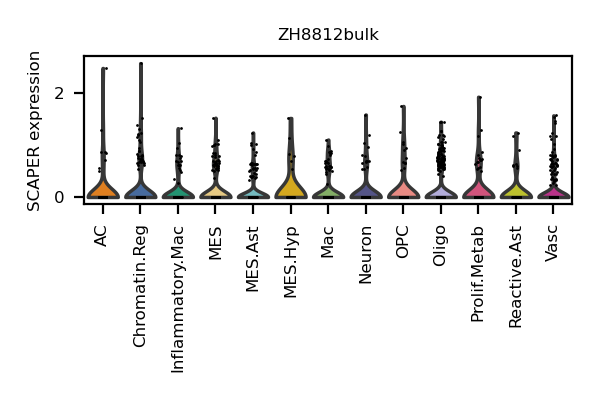 ZH8812bulk
SCAPER expression
2
0
AC
Chromatin.Reg
Inflammatory.Mac
MES
MES.Ast
MES.Hyp
Mac
Neuron
OPC
Oligo
Prolif.Metab
Reactive.Ast
Vasc